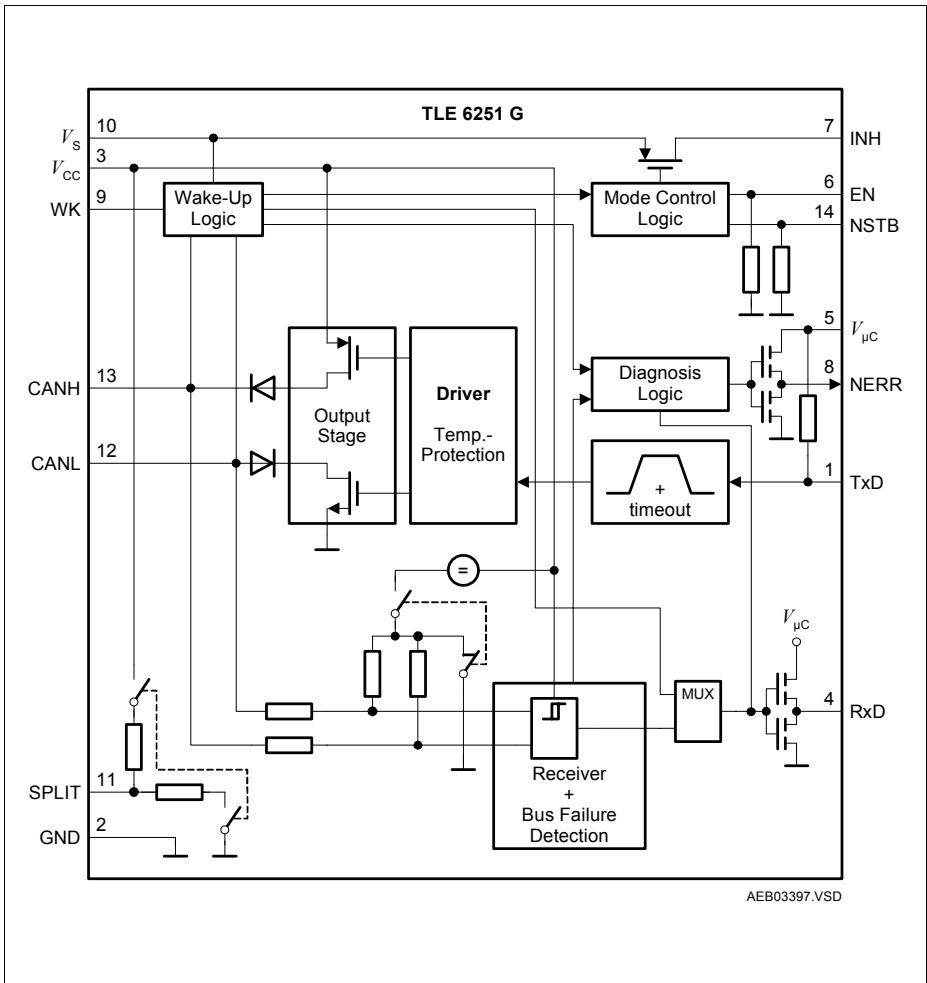 TLE 6251 G
10
V_S
7
INH
3
V_CC
Wake-Up
Logic
Mode Control
Logic
6
EN
9
WK
14
NSTB
5
V_µC
13
CANH
Output
Stage
Driver
Temp.-
Protection
Diagnosis
Logic
8
NERR
12
CANL
+
timeout
1
TxD
=
V_µC
MUX
4
RxD
Receiver
+
Bus Failure
Detection
11
SPLIT
2
GND
AEB03397.VSD